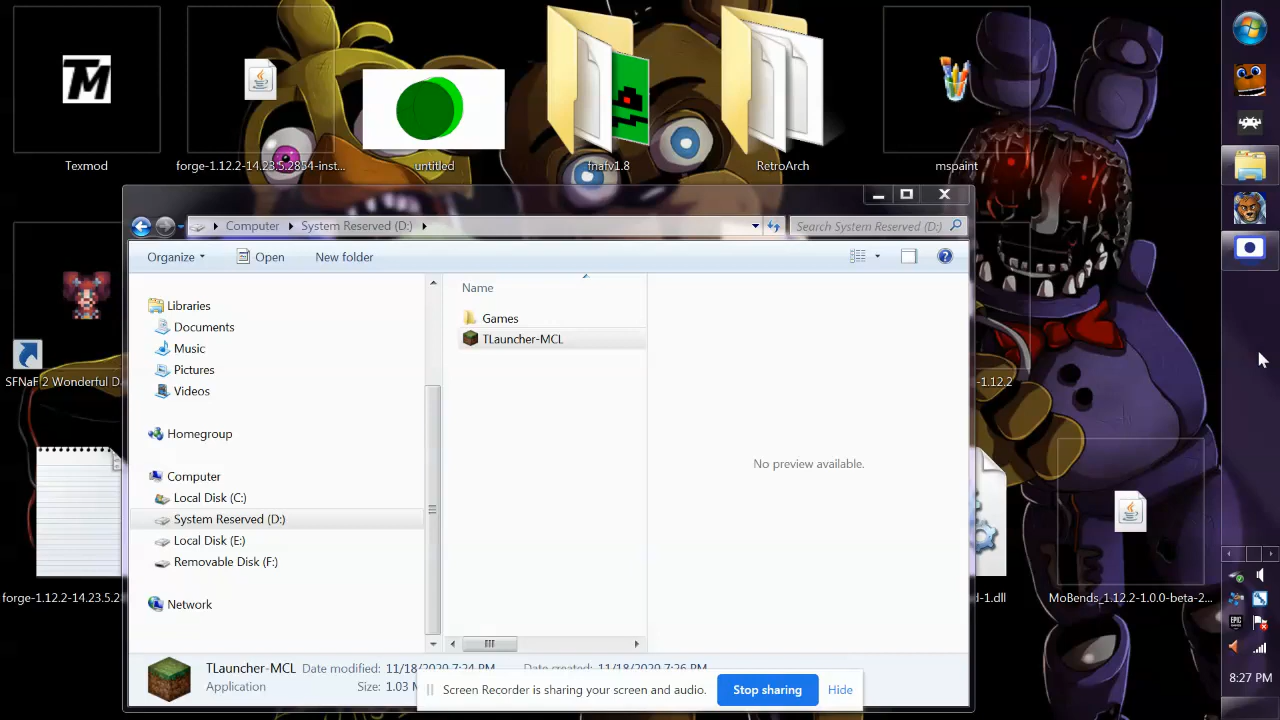 TM
Texmod
forge-1.12.2-14.23.5.2854-inst...
untitled
fnafv1.8
RetroArch
mspaint
Computer
System Reserved (D:)
Search System Reserved (D:)
Organize
Open
New folder
Name
Libraries
Documents
Music
Pictures
Videos
Homegroup
Computer
Local Disk (C:)
System Reserved (D:)
Local Disk (E:)
Removable Disk (F:)
Network
Games
TLauncher-MCL
No preview available.
SFNaF 2 Wonderful D
-1.12.2
forge-1.12.2-14.23.5.2
d-1.dll
MoBends_1.12.2-1.0.0-beta-2...
TLauncher-MCL Date modified: 11/18/2020 7:24 PM Date created: 11/18/2020 7:26 PM
Application Size: 1.03 M
Screen Recorder is sharing your screen and audio.
Stop sharing
Hide
EPIC
8:27 PM